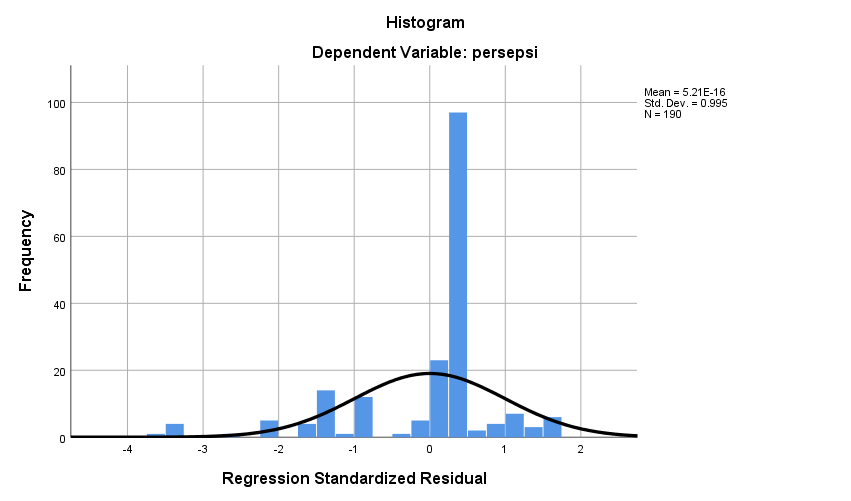 Histogram
Dependent Variable: persepsi
Mean = 5.21E-16
Std. Dev. = 0.995
N = 190
Frequency
100
80
60
40
20
0
-4 -3 -2 -1 0 1 2
Regression Standardized Residual